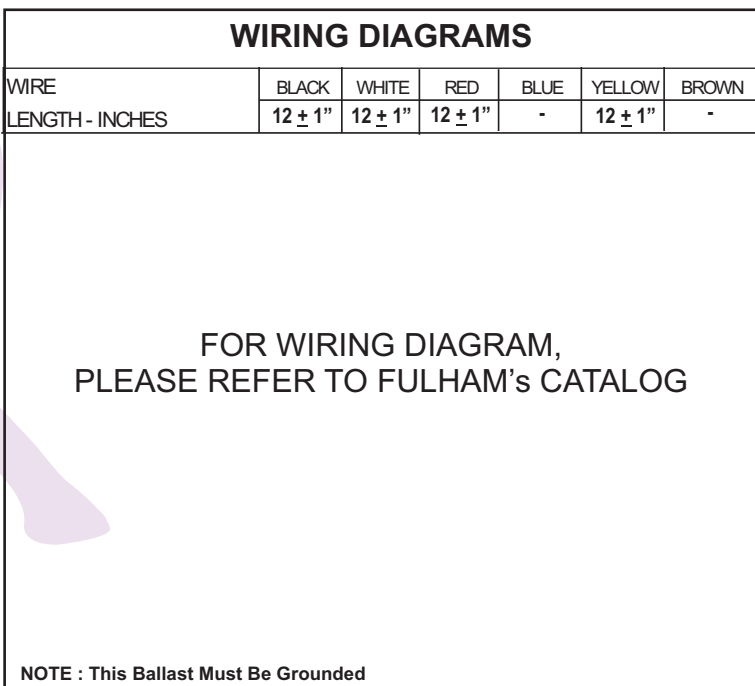 WIRING DIAGRAMS
WIRE BLACK WHITE RED BLUE YELLOW BROWN
LENGTH - INCHES 12 ± 1” 12 ± 1” 12 ± 1” - 12 ± 1” -
FOR WIRING DIAGRAM,
PLEASE REFER TO FULHAM’s CATALOG
NOTE : This Ballast Must Be Grounded